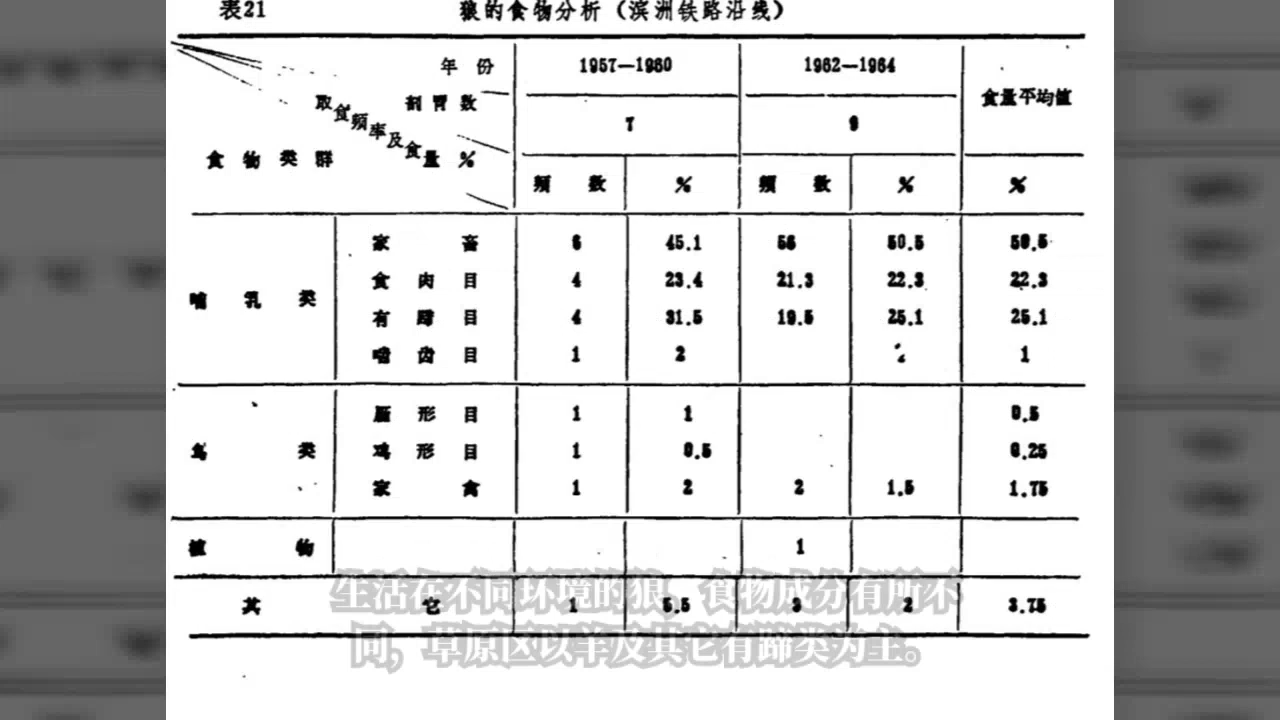 表21 狼的食物分析(滨洲铁路沿线)
年份 1957—1960 1962—1964 食量平均值
剖胃数 7 9
取食频率及食量%
食物类群 频数 % 频数 % %
哺乳类
家畜 6 45.1 56 50.5 50.5
食肉目 4 23.4 21.3 22.3 22.3
有蹄目 4 31.5 19.5 25.1 25.1
啮齿目 1 2 1
鸟类
雁形目 1 1 0.5
鸡形目 1 0.5 0.25
家禽 1 2 2 1.5 1.75
植物 1
其它 1 5.5 3 2 3.75
生活在不同环境的狼,食物成分有所不
同,草原区以羊及其它有蹄类为主。